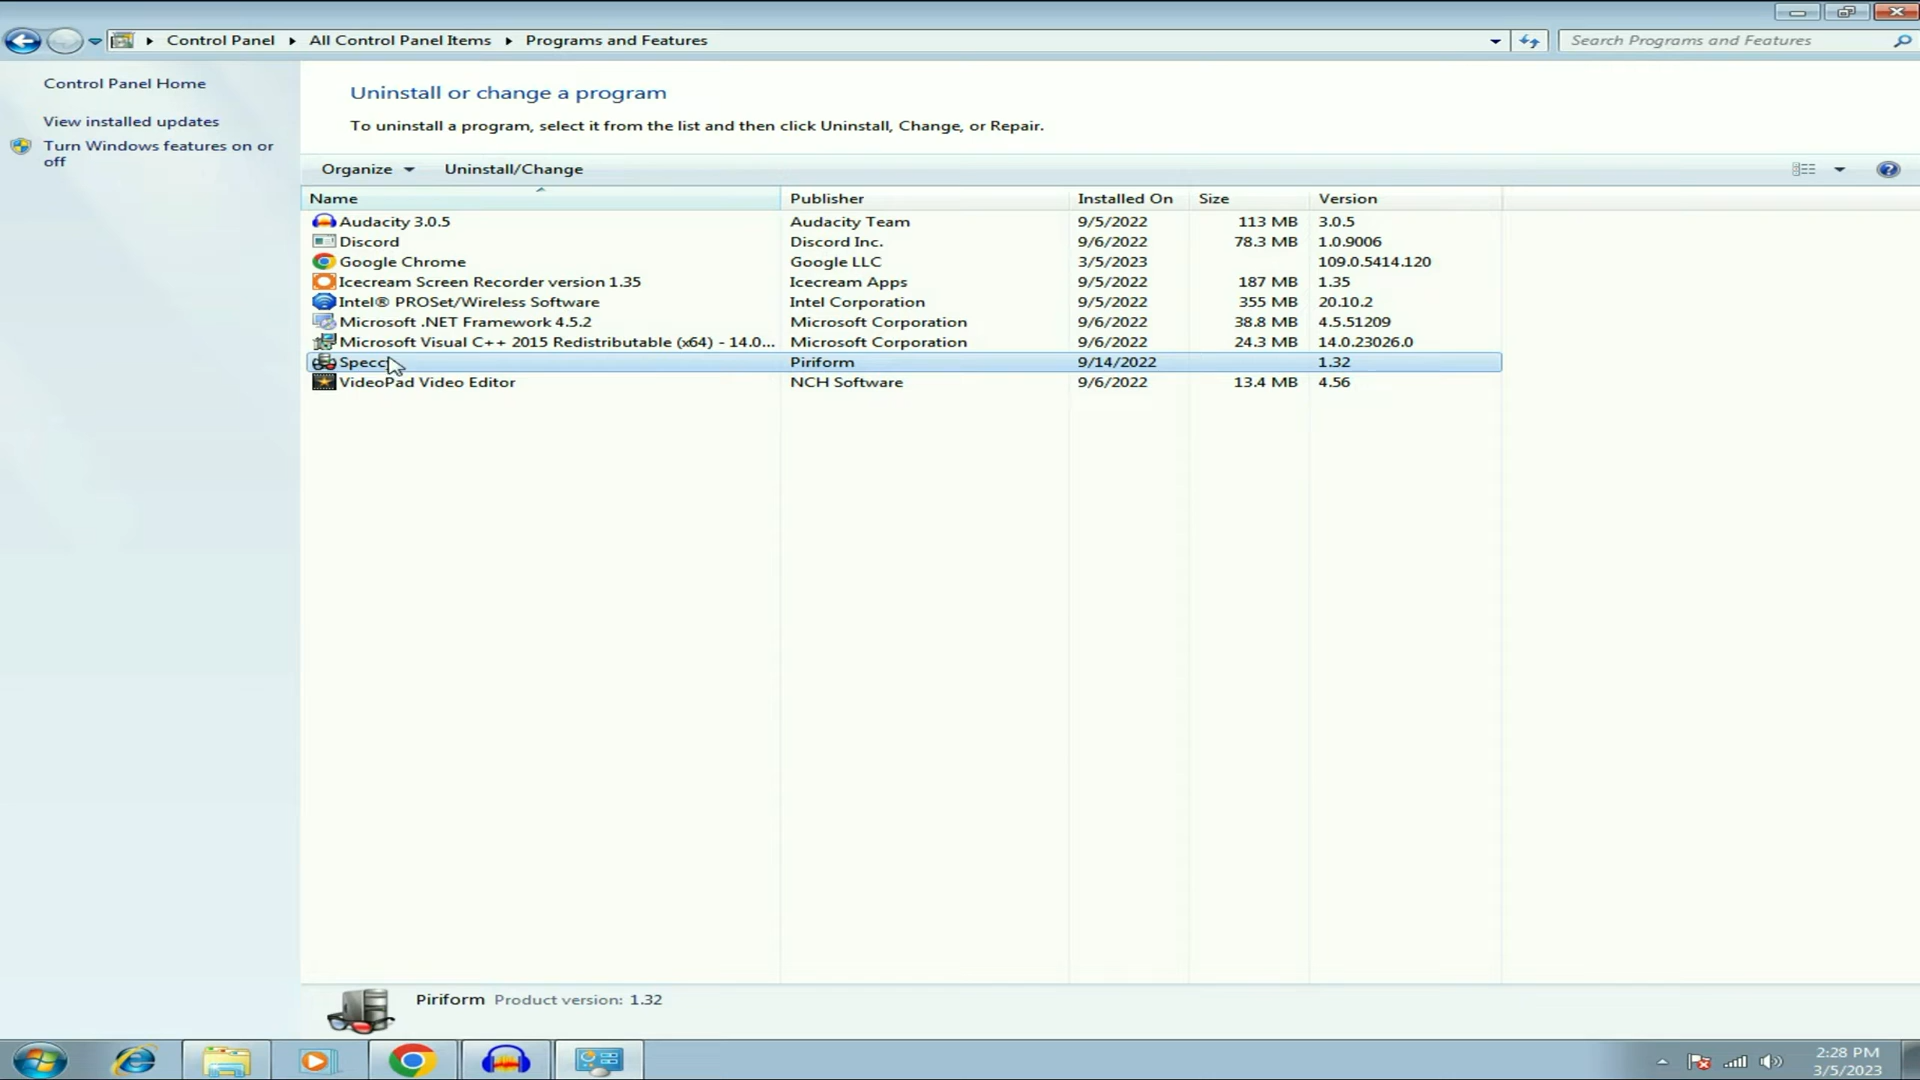 Control Panel All Control Panel Items Programs and Features
Search Programs and Features
Control Panel Home
View installed updates
Turn Windows features on or
off
Uninstall or change a program
To uninstall a program, select it from the list and then click Uninstall, Change, or Repair.
Organize Uninstall/Change
Name Publisher Installed On Size Version
Audacity 3.0.5 Audacity Team 9/5/2022 113 MB 3.0.5
Discord Discord Inc. 9/6/2022 78.3 MB 1.0.9006
Google Chrome Google LLC 3/5/2023 109.0.5414.120
Icecream Screen Recorder version 1.35 Icecream Apps 9/5/2022 187 MB 1.35
Intel® PROSet/Wireless Software Intel Corporation 9/5/2022 355 MB 20.10.2
Microsoft .NET Framework 4.5.2 Microsoft Corporation 9/6/2022 38.8 MB 4.5.51209
Microsoft Visual C++ 2015 Redistributable (x64) - 14.0... Microsoft Corporation 9/6/2022 24.3 MB 14.0.23026.0
Specc Piriform 9/14/2022 1.32
VideoPad Video Editor NCH Software 9/6/2022 13.4 MB 4.56
Piriform Product version: 1.32
2:28 PM
3/5/2023